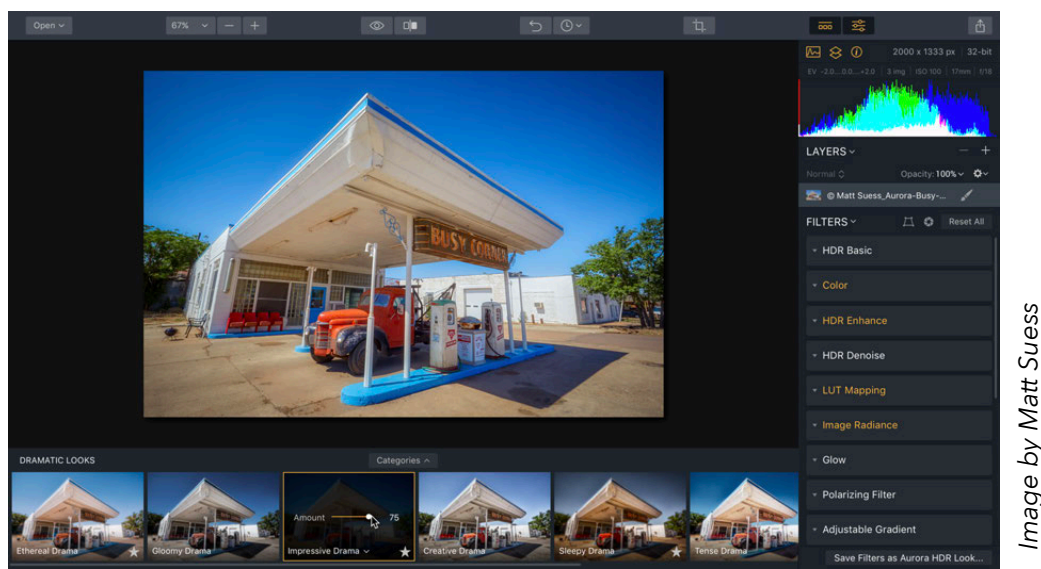 Open
67%
2000 x 1333 px
32-bit
EV -2.0...0.0...+2.0
3 img
ISO 100
17mm
f/18
LAYERS
Normal
Opacity: 100%
© Matt Suess_Aurora-Busy-...
FILTERS
Reset All
HDR Basic
Color
HDR Enhance
HDR Denoise
LUT Mapping
Image Radiance
Glow
Polarizing Filter
Adjustable Gradient
Save Filters as Aurora HDR Look...
BUSY CORNER
DRAMATIC LOOKS
Categories
Amount
75
Ethereal Drama
Gloomy Drama
Impressive Drama
Creative Drama
Sleepy Drama
Tense Drama
Image by Matt Suess